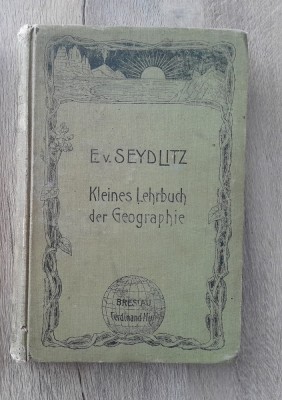 E. v. SEYDLITZ
Kleines Lehrbuch
der Geographie
BRESLAU
Ferdinand Hirt